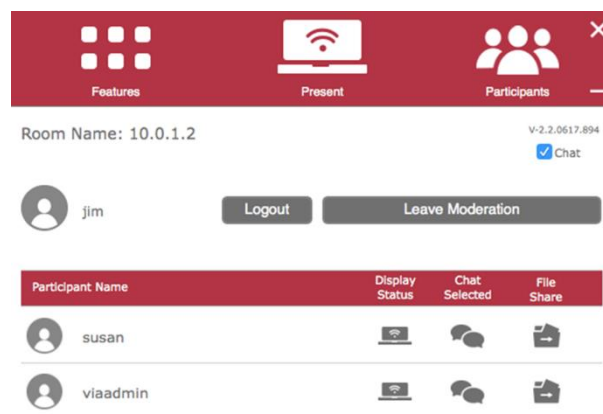 Features
Present
Participants
Room Name: 10.0.1.2
V-2.2.0617.894
Chat
jim
Logout
Leave Moderation
Participant Name
Display Status
Chat Selected
File Share
susan
viaadmin